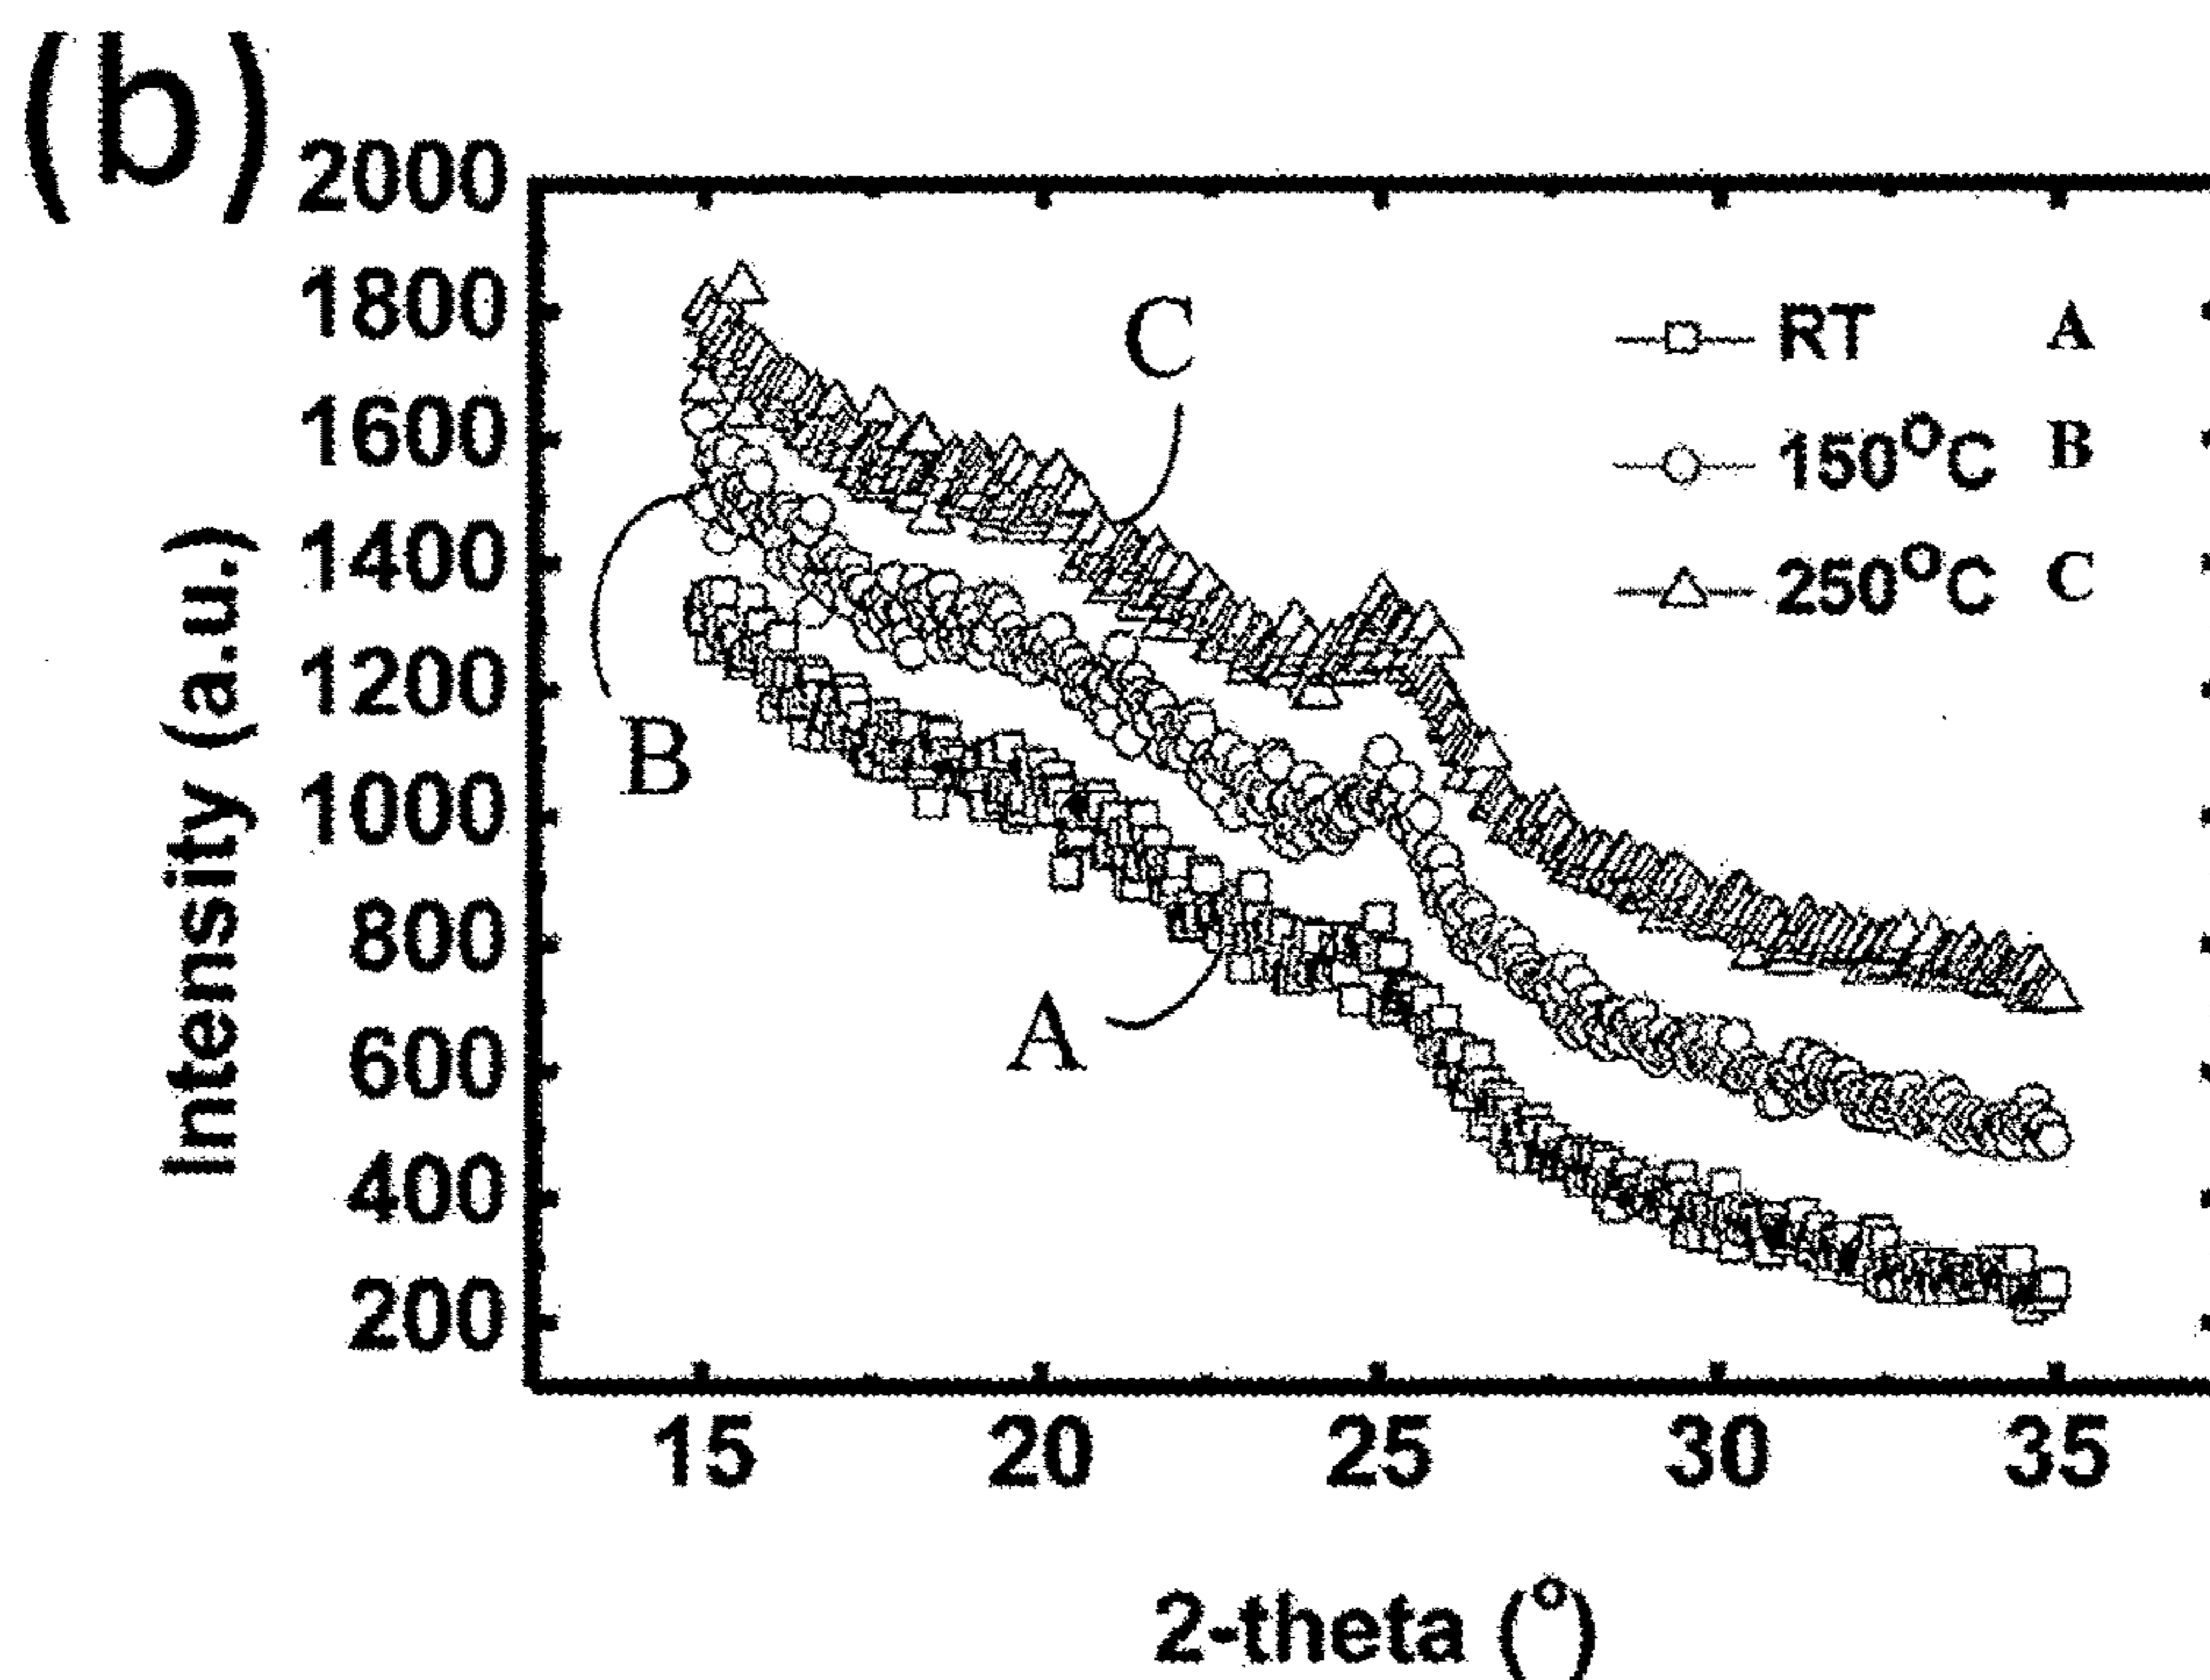 (b)
2000
1800
1600
1400
1200
1000
800
600
400
200
Intensity (a.u.)
C
B
A
RT A
150°C B
250°C C
15 20 25 30 35
2-theta (°)